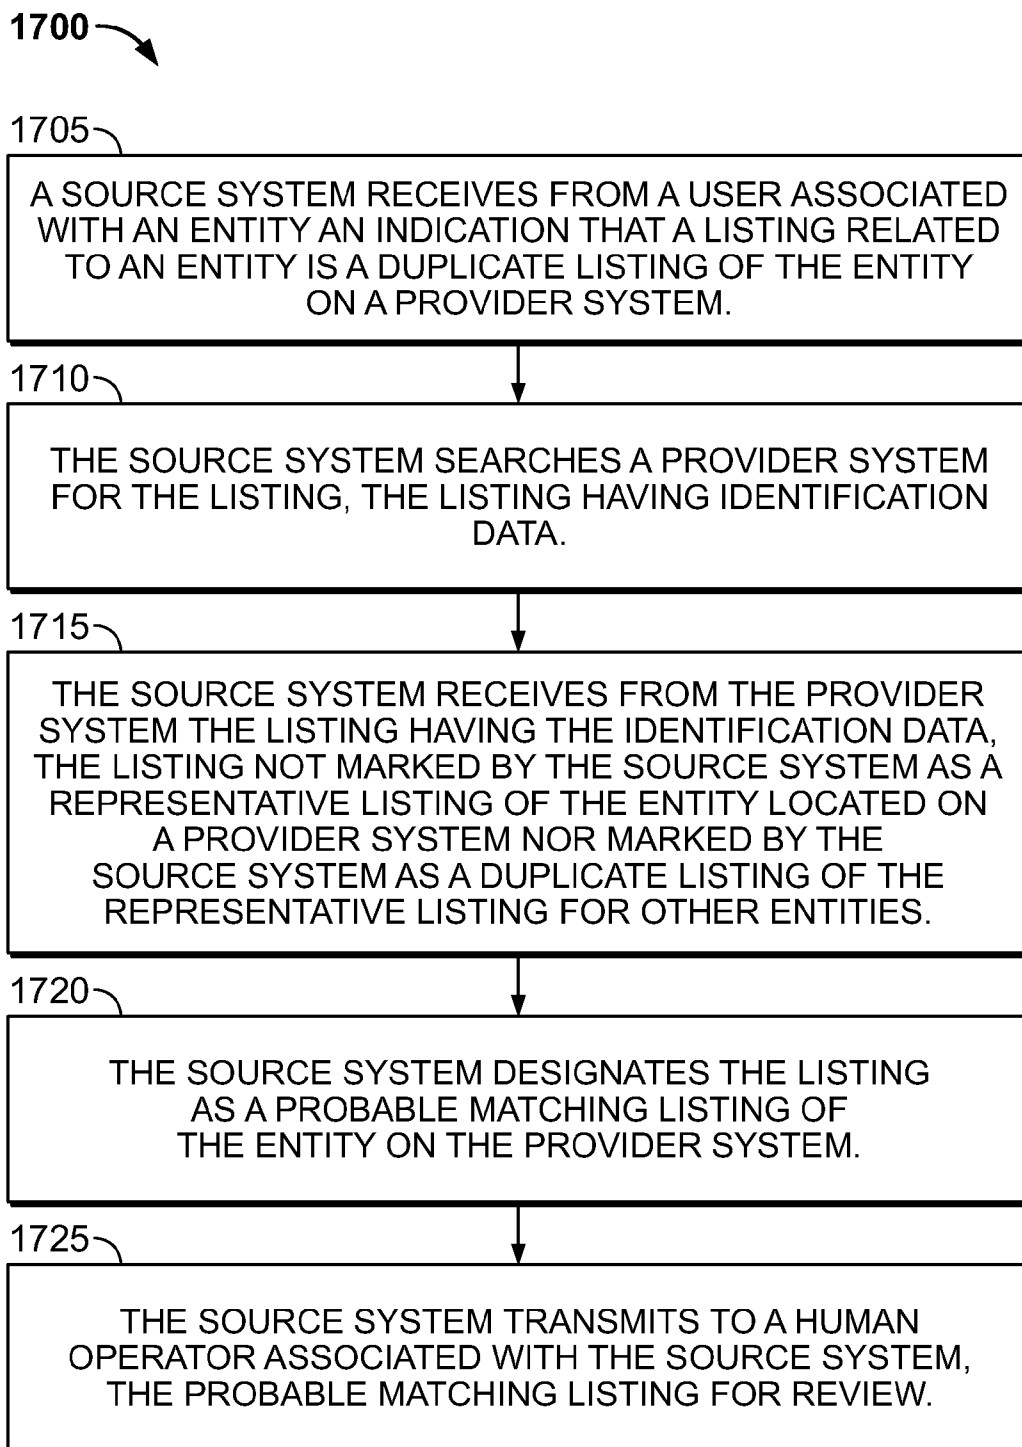 1700
1705
A SOURCE SYSTEM RECEIVES FROM A USER ASSOCIATED
WITH AN ENTITY AN INDICATION THAT A LISTING RELATED
TO AN ENTITY IS A DUPLICATE LISTING OF THE ENTITY
ON A PROVIDER SYSTEM.
1710
THE SOURCE SYSTEM SEARCHES A PROVIDER SYSTEM
FOR THE LISTING, THE LISTING HAVING IDENTIFICATION
DATA.
1715
THE SOURCE SYSTEM RECEIVES FROM THE PROVIDER
SYSTEM THE LISTING HAVING THE IDENTIFICATION DATA,
THE LISTING NOT MARKED BY THE SOURCE SYSTEM AS A
REPRESENTATIVE LISTING OF THE ENTITY LOCATED ON
A PROVIDER SYSTEM NOR MARKED BY THE
SOURCE SYSTEM AS A DUPLICATE LISTING OF THE
REPRESENTATIVE LISTING FOR OTHER ENTITIES.
1720
THE SOURCE SYSTEM DESIGNATES THE LISTING
AS A PROBABLE MATCHING LISTING OF
THE ENTITY ON THE PROVIDER SYSTEM.
1725
THE SOURCE SYSTEM TRANSMITS TO A HUMAN
OPERATOR ASSOCIATED WITH THE SOURCE SYSTEM,
THE PROBABLE MATCHING LISTING FOR REVIEW.